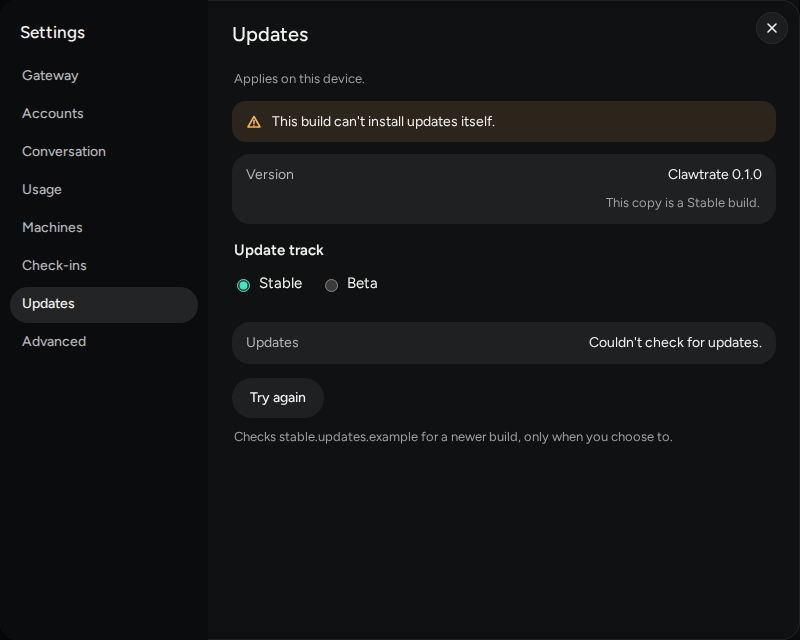 Settings
Gateway
Accounts
Conversation
Usage
Machines
Check-ins
Updates
Advanced
Updates
Applies on this device.
This build can't install updates itself.
Version
Clawtrate 0.1.0
This copy is a Stable build.
Update track
Stable
Beta
Updates
Couldn't check for updates.
Try again
Checks stable.updates.example for a newer build, only when you choose to.